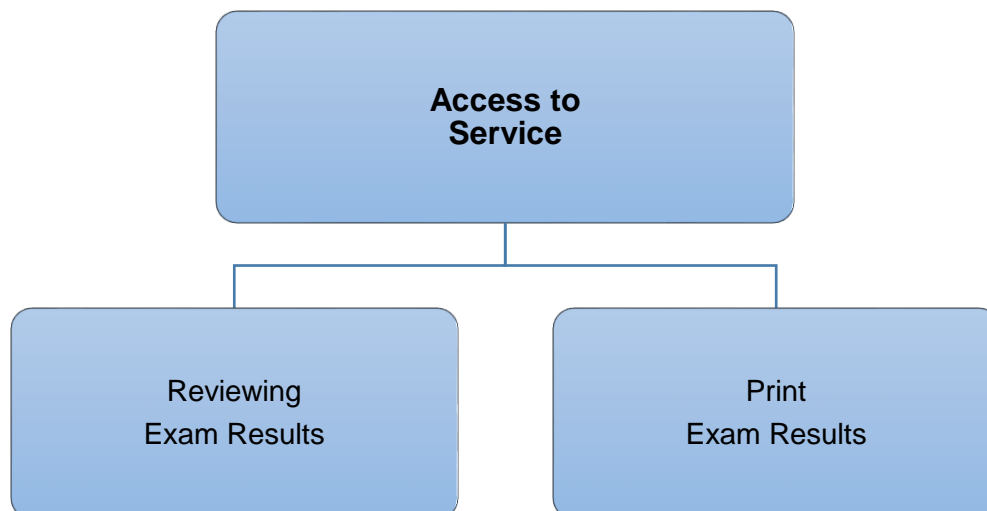 Access to
Service
Reviewing
Exam Results
Print
Exam Results